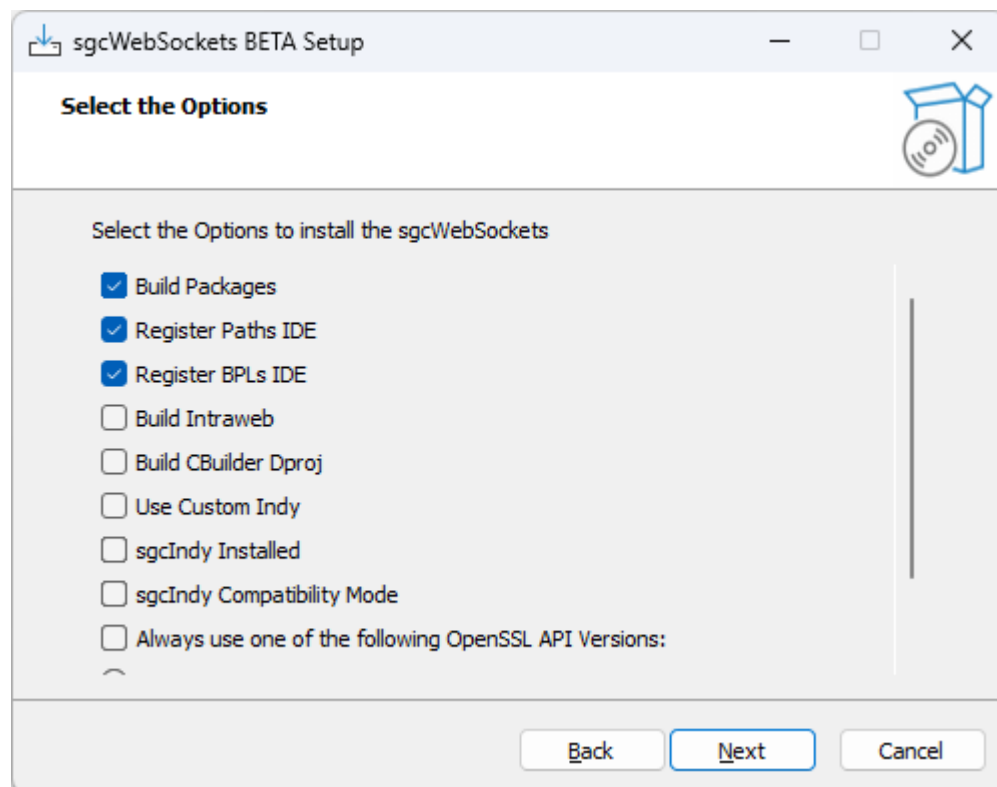 sgcWebSockets BETA Setup
Select the Options
Select the Options to install the sgcWebSockets
Build Packages
Register Paths IDE
Register BPLs IDE
Build Intraweb
Build CBuilder Dproj
Use Custom Indy
sgcIndy Installed
sgcIndy Compatibility Mode
Always use one of the following OpenSSL API Versions:
Back Next Cancel